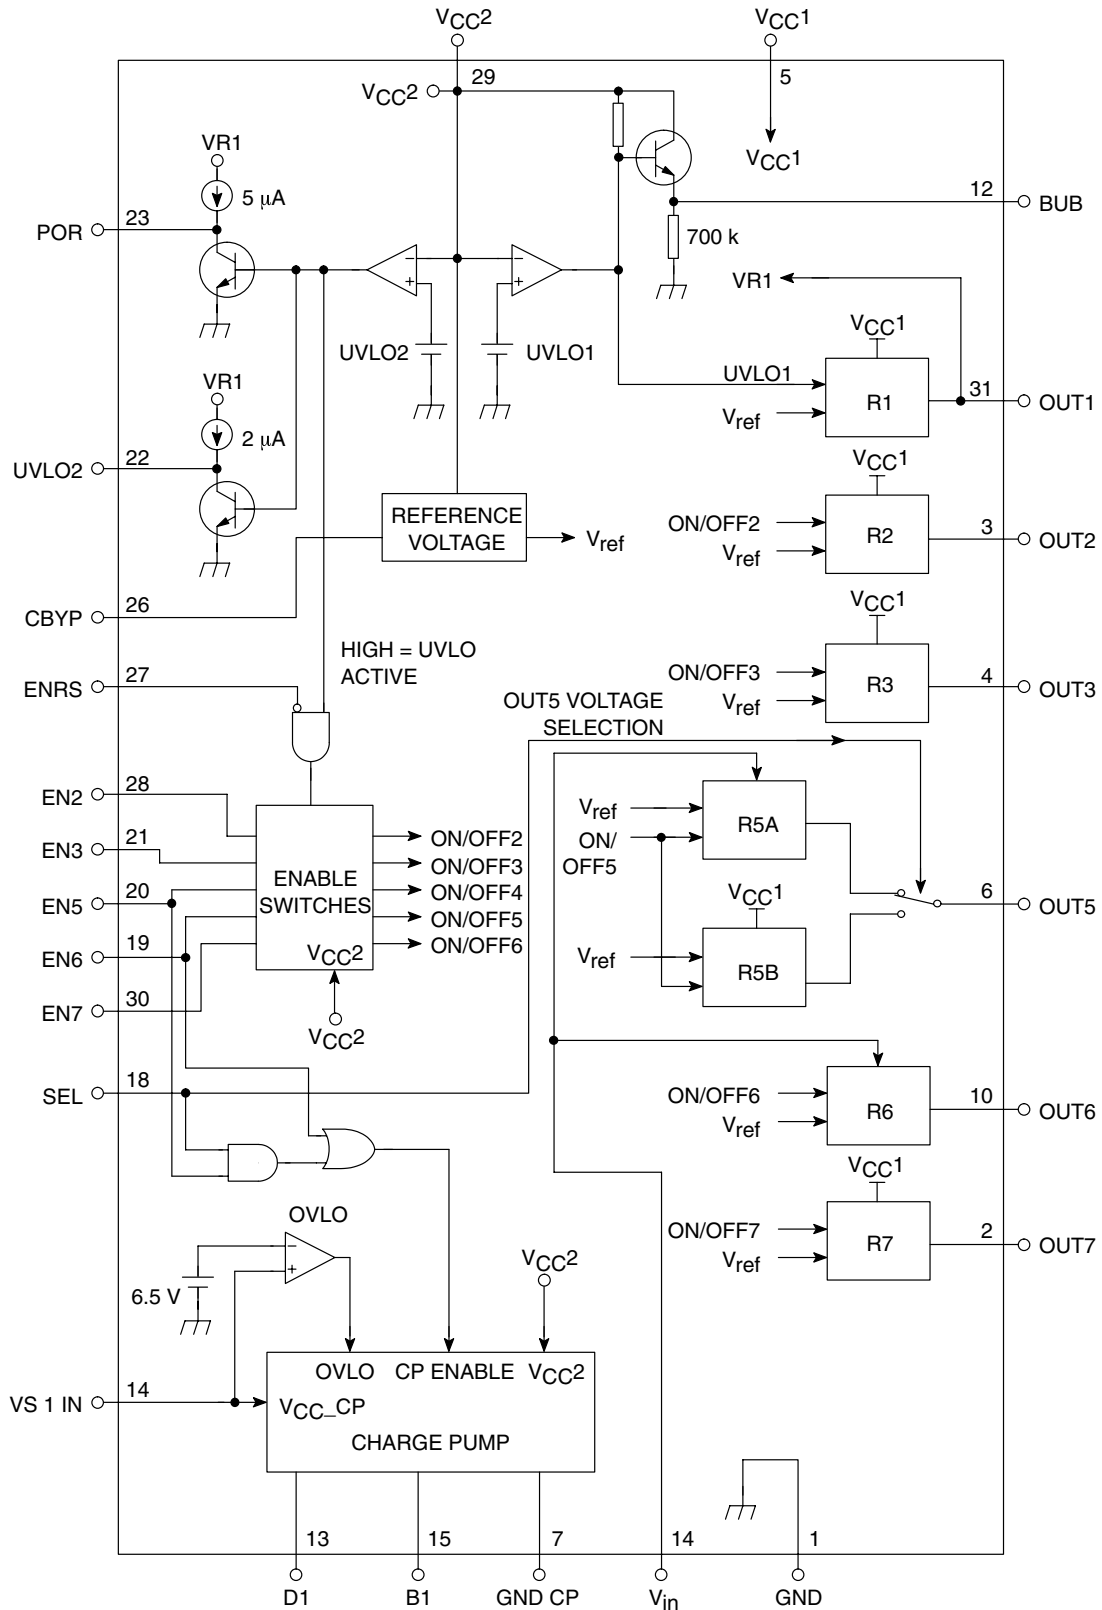 VCC2
VCC1
29
5
VCC2
VCC1
VR1
5 μA
23
POR
12
BUB
700 k
VR1
UVLO2
UVLO1
VCC1
UVLO1
R1
31
OUT1
Vref
VR1
2 μA
22
UVLO2
VCC1
REFERENCE
VOLTAGE
Vref
ON/OFF2
Vref
R2
3
OUT2
26
CBYP
VCC1
HIGH = UVLO
ACTIVE
27
ENRS
ON/OFF3
Vref
R3
4
OUT3
OUT5 VOLTAGE
SELECTION
28
EN2
21
EN3
20
EN5
19
EN6
30
EN7
ENABLE
SWITCHES
VCC2
VCC2
ON/OFF2
ON/OFF3
ON/OFF4
ON/OFF5
ON/OFF6
Vref
ON/
OFF5
R5A
VCC1
Vref
R5B
6
OUT5
18
SEL
ON/OFF6
Vref
R6
10
OUT6
VCC1
ON/OFF7
Vref
R7
2
OUT7
OVLO
6.5 V
VCC2
14
VS 1 IN
OVLO
CP ENABLE
VCC2
VCC_CP
CHARGE PUMP
13
15
7
14
1
D1
B1
GND CP
Vin
GND